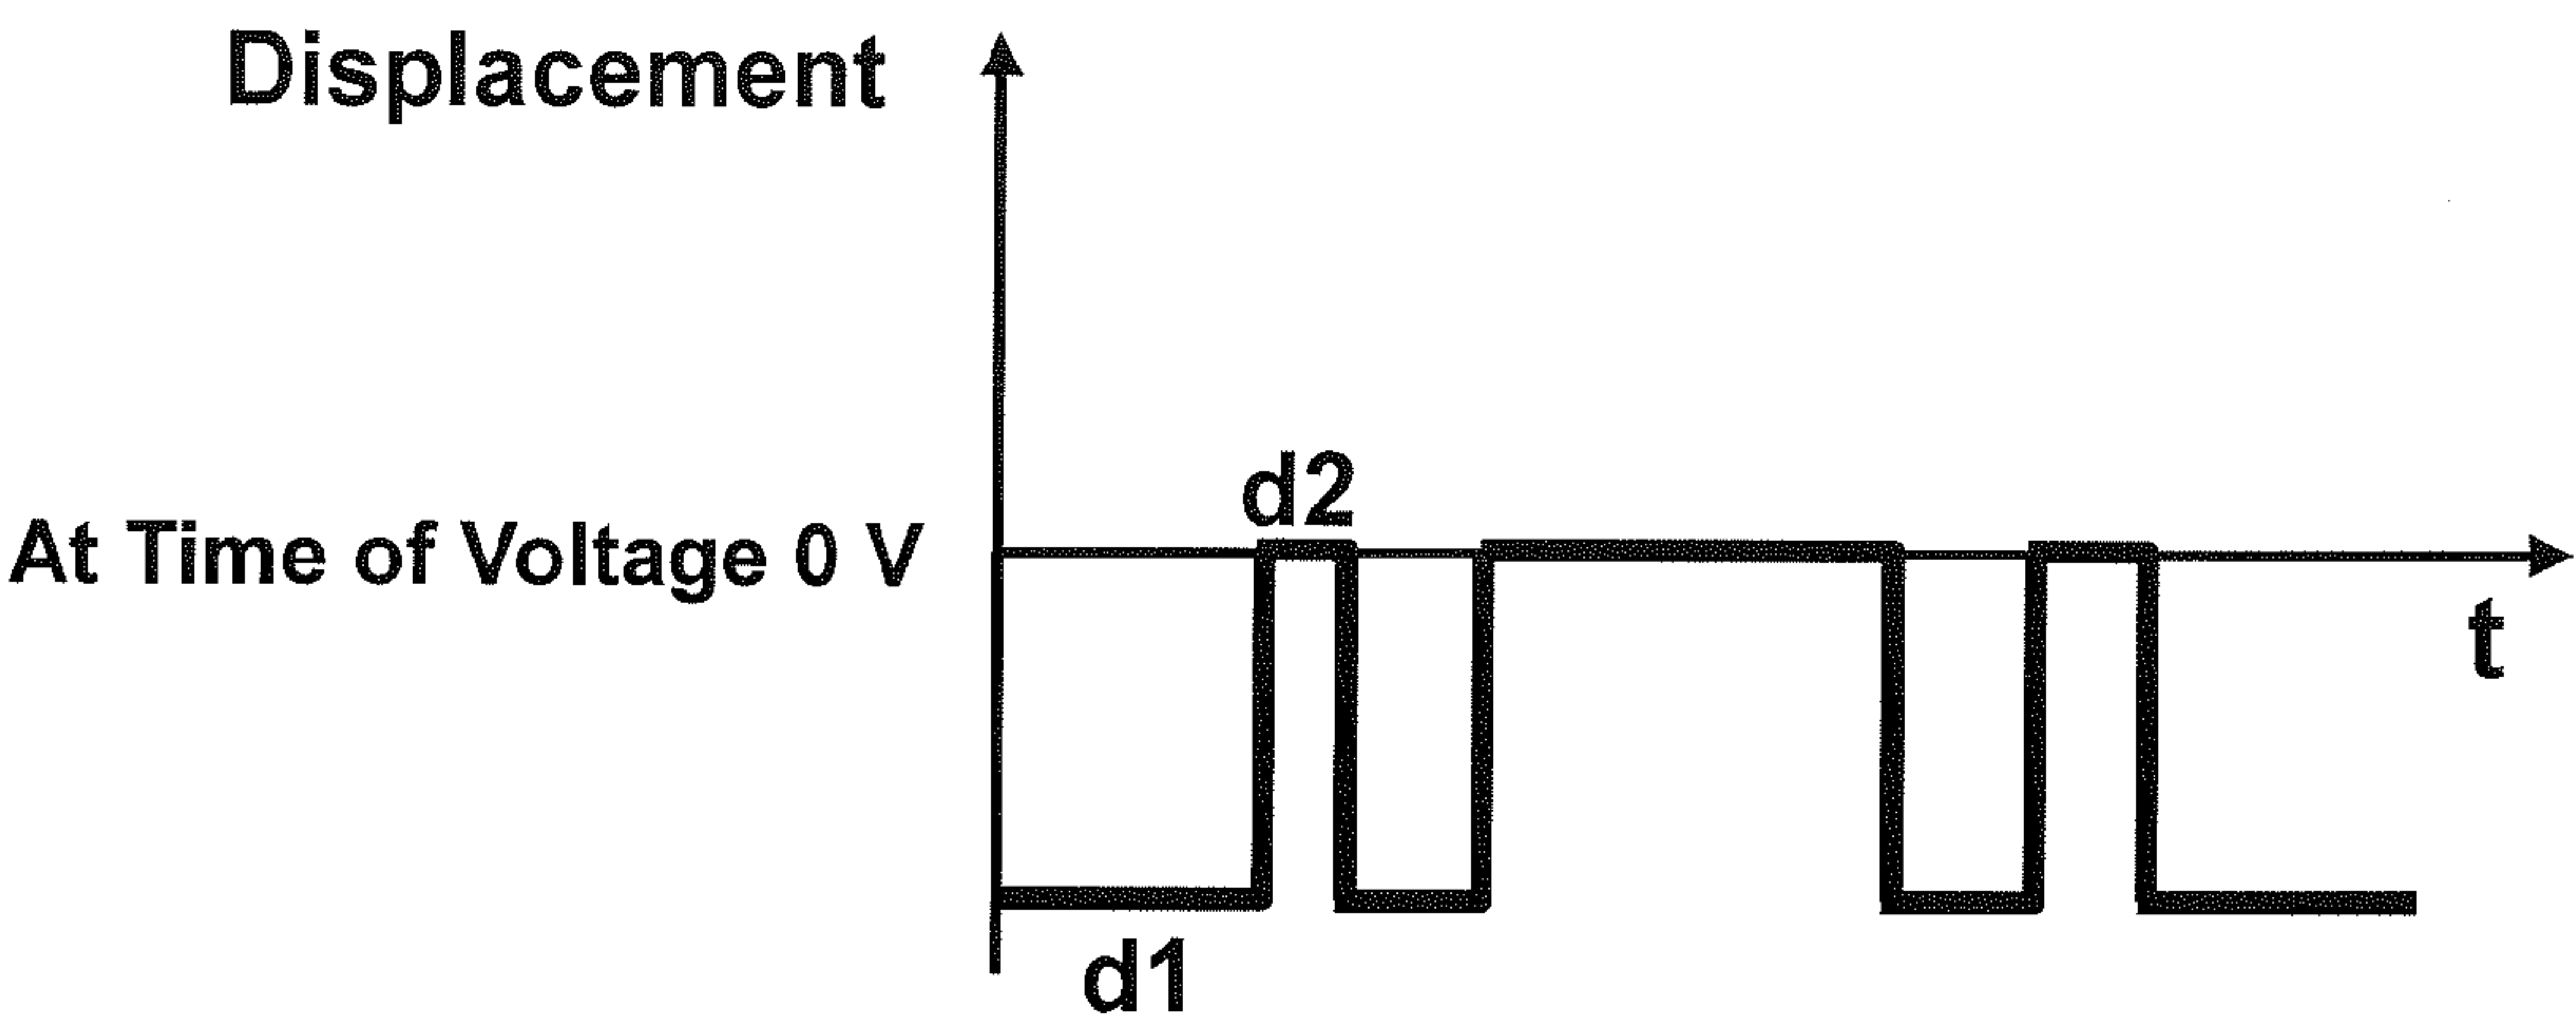 Displacement
d2
At Time of Voltage 0 V
t
d1